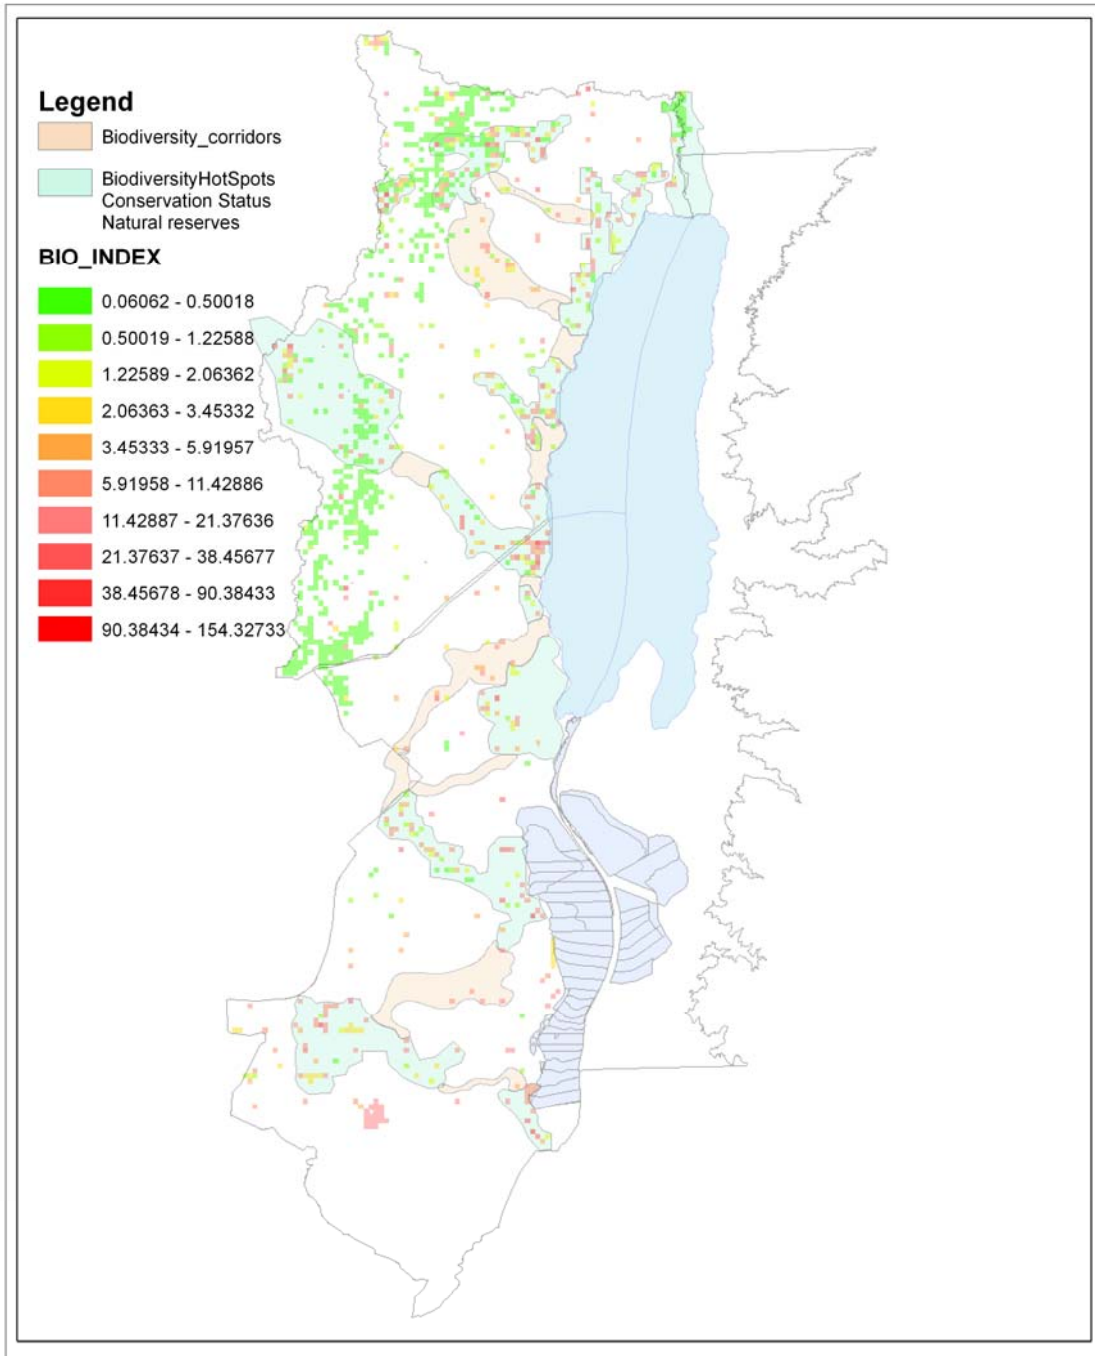 Legend
Biodiversity_corridors
BiodiversityHotSpots
Conservation Status
Natural reserves
BIO_INDEX
0.06062 - 0.50018
0.50019 - 1.22588
1.22589 - 2.06362
2.06363 - 3.45332
3.45333 - 5.91957
5.91958 - 11.42886
11.42887 - 21.37636
21.37637 - 38.45677
38.45678 - 90.38433
90.38434 - 154.32733